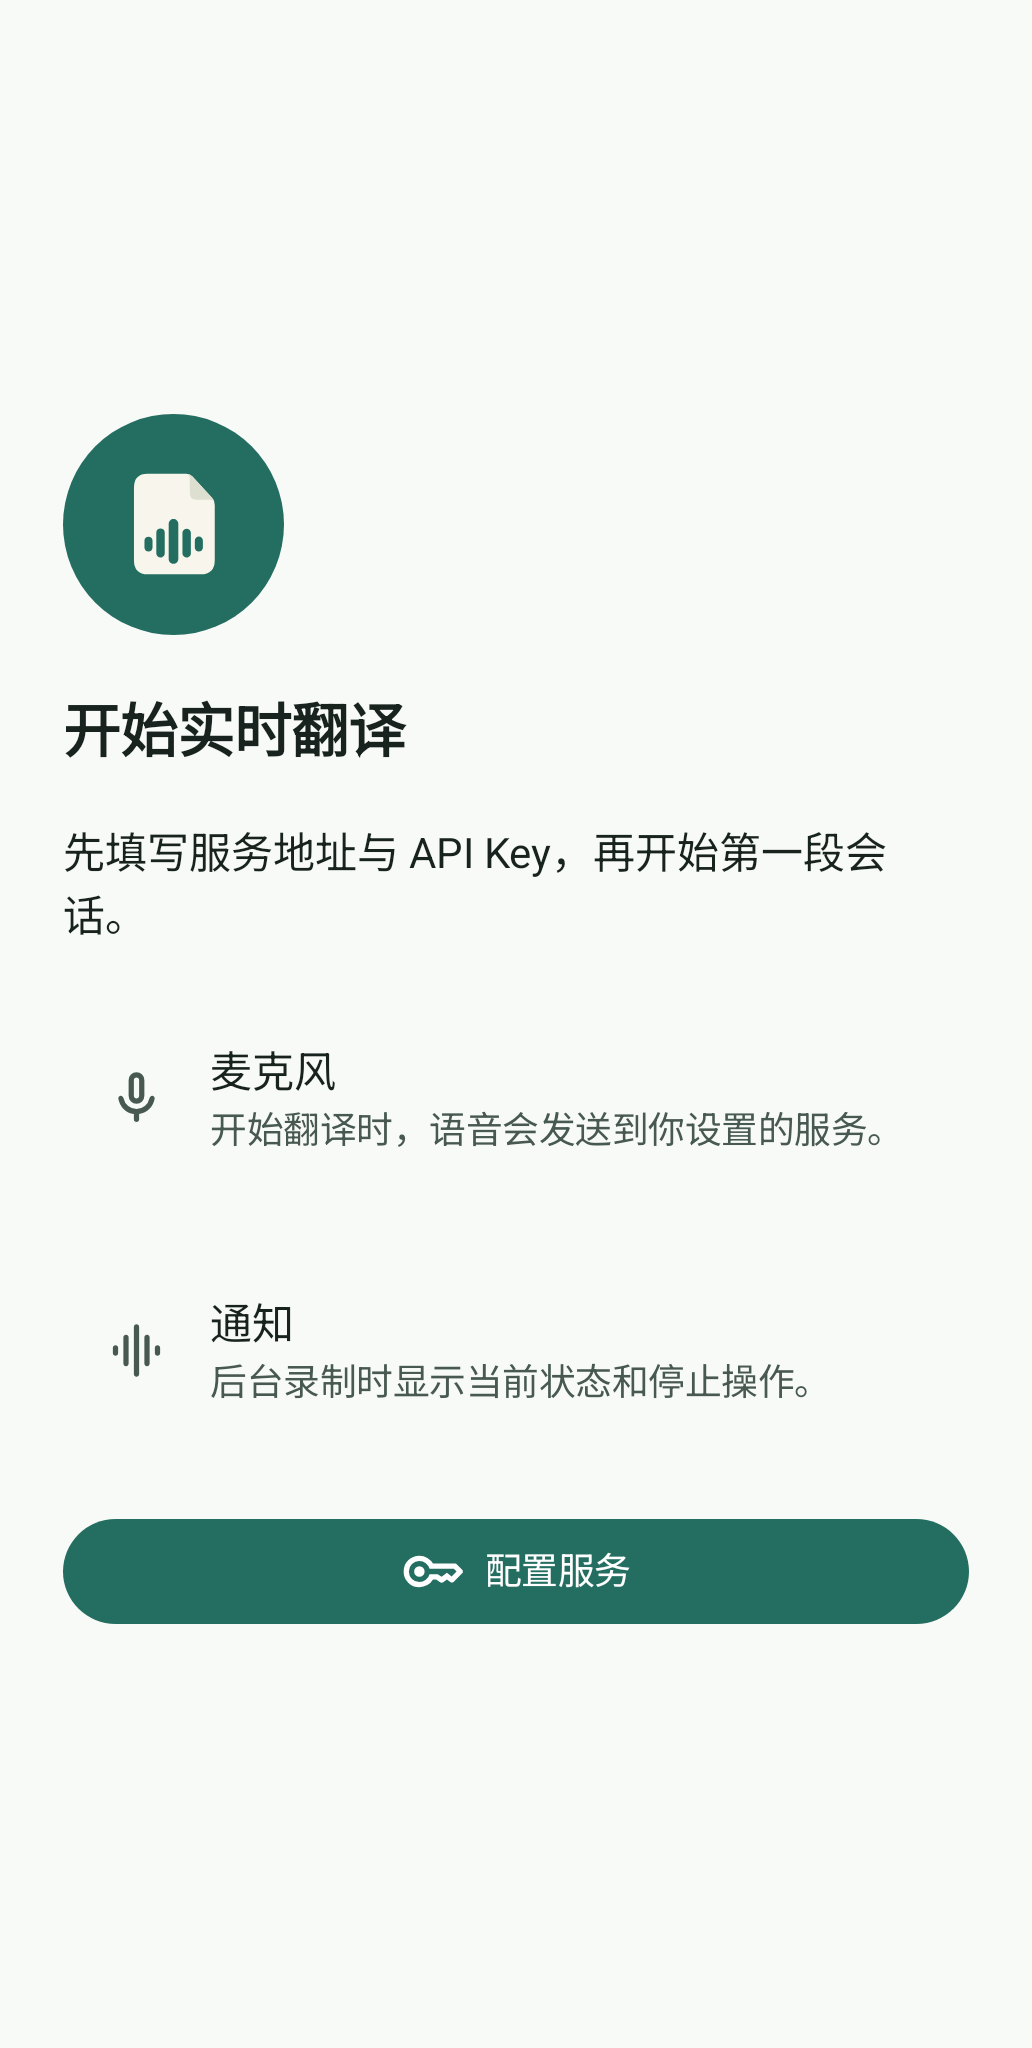 开始实时翻译
先填写服务地址与 API Key，再开始第一段会
话。
麦克风
开始翻译时，语音会发送到你设置的服务。
通知
后台录制时显示当前状态和停止操作。
配置服务